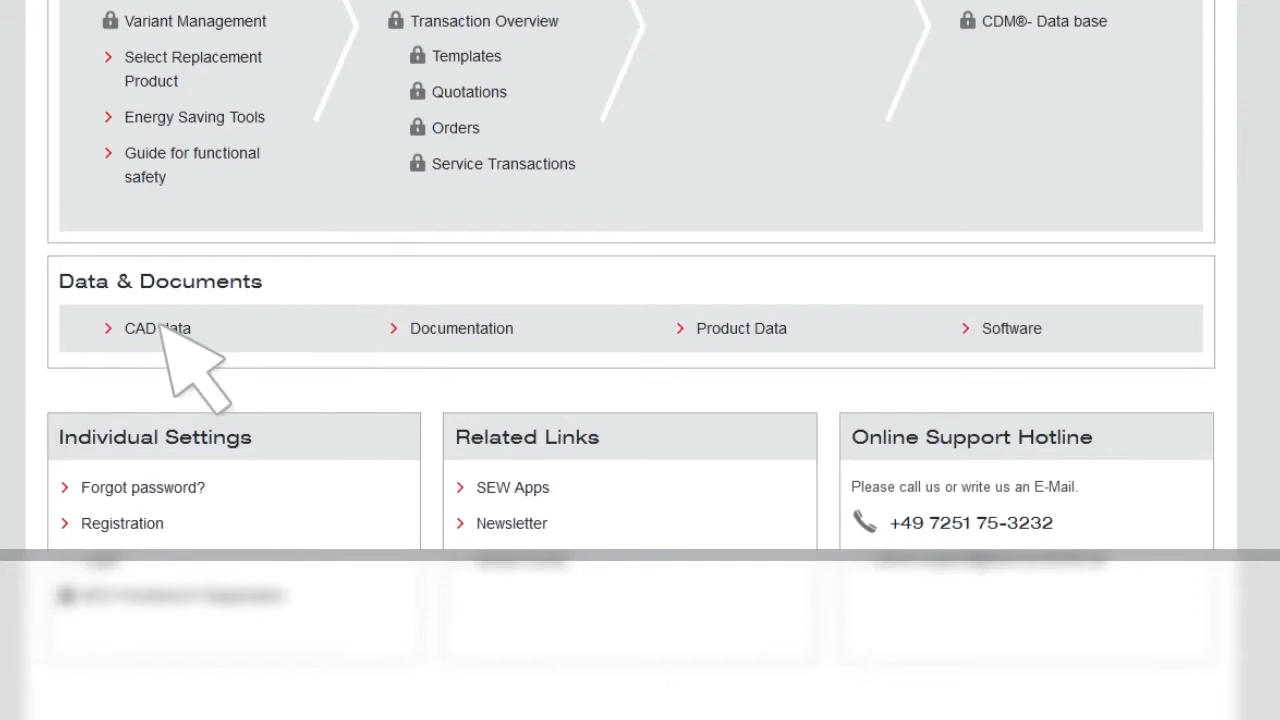 Variant Management
Select Replacement
Product
Energy Saving Tools
Guide for functional
safety
Transaction Overview
Templates
Quotations
Orders
Service Transactions
CDM®- Data base
Data & Documents
CAD data
Documentation
Product Data
Software
Individual Settings
Forgot password?
Registration
Related Links
SEW Apps
Newsletter
Online Support Hotline
Please call us or write us an E-Mail.
+49 7251 75-3232